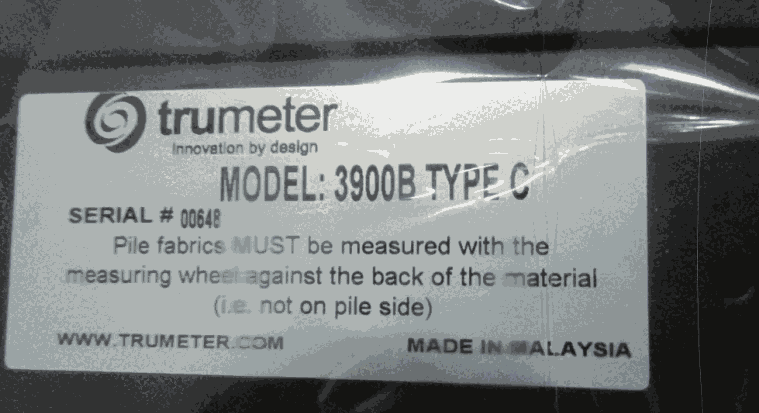 trumeter
Innovation by design
MODEL: 3900B TYPE C
SERIAL # 00648
Pile fabrics MUST be measured with the
measuring wheel against the back of the material
(i.e. not on pile side)
WWW.TRUMETER.COM
MADE IN MALAYSIA